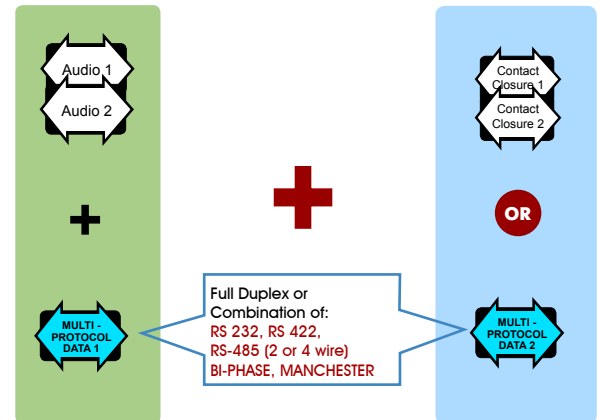 Audio 1
Audio 2
+
MULTI -
PROTOCOL
DATA 1
+
Full Duplex or
Combination of:
RS 232, RS 422,
RS-485 (2 or 4 wire)
BI-PHASE, MANCHESTER
Contact
Closure 1
Contact
Closure 2
OR
MULTI -
PROTOCOL
DATA 2